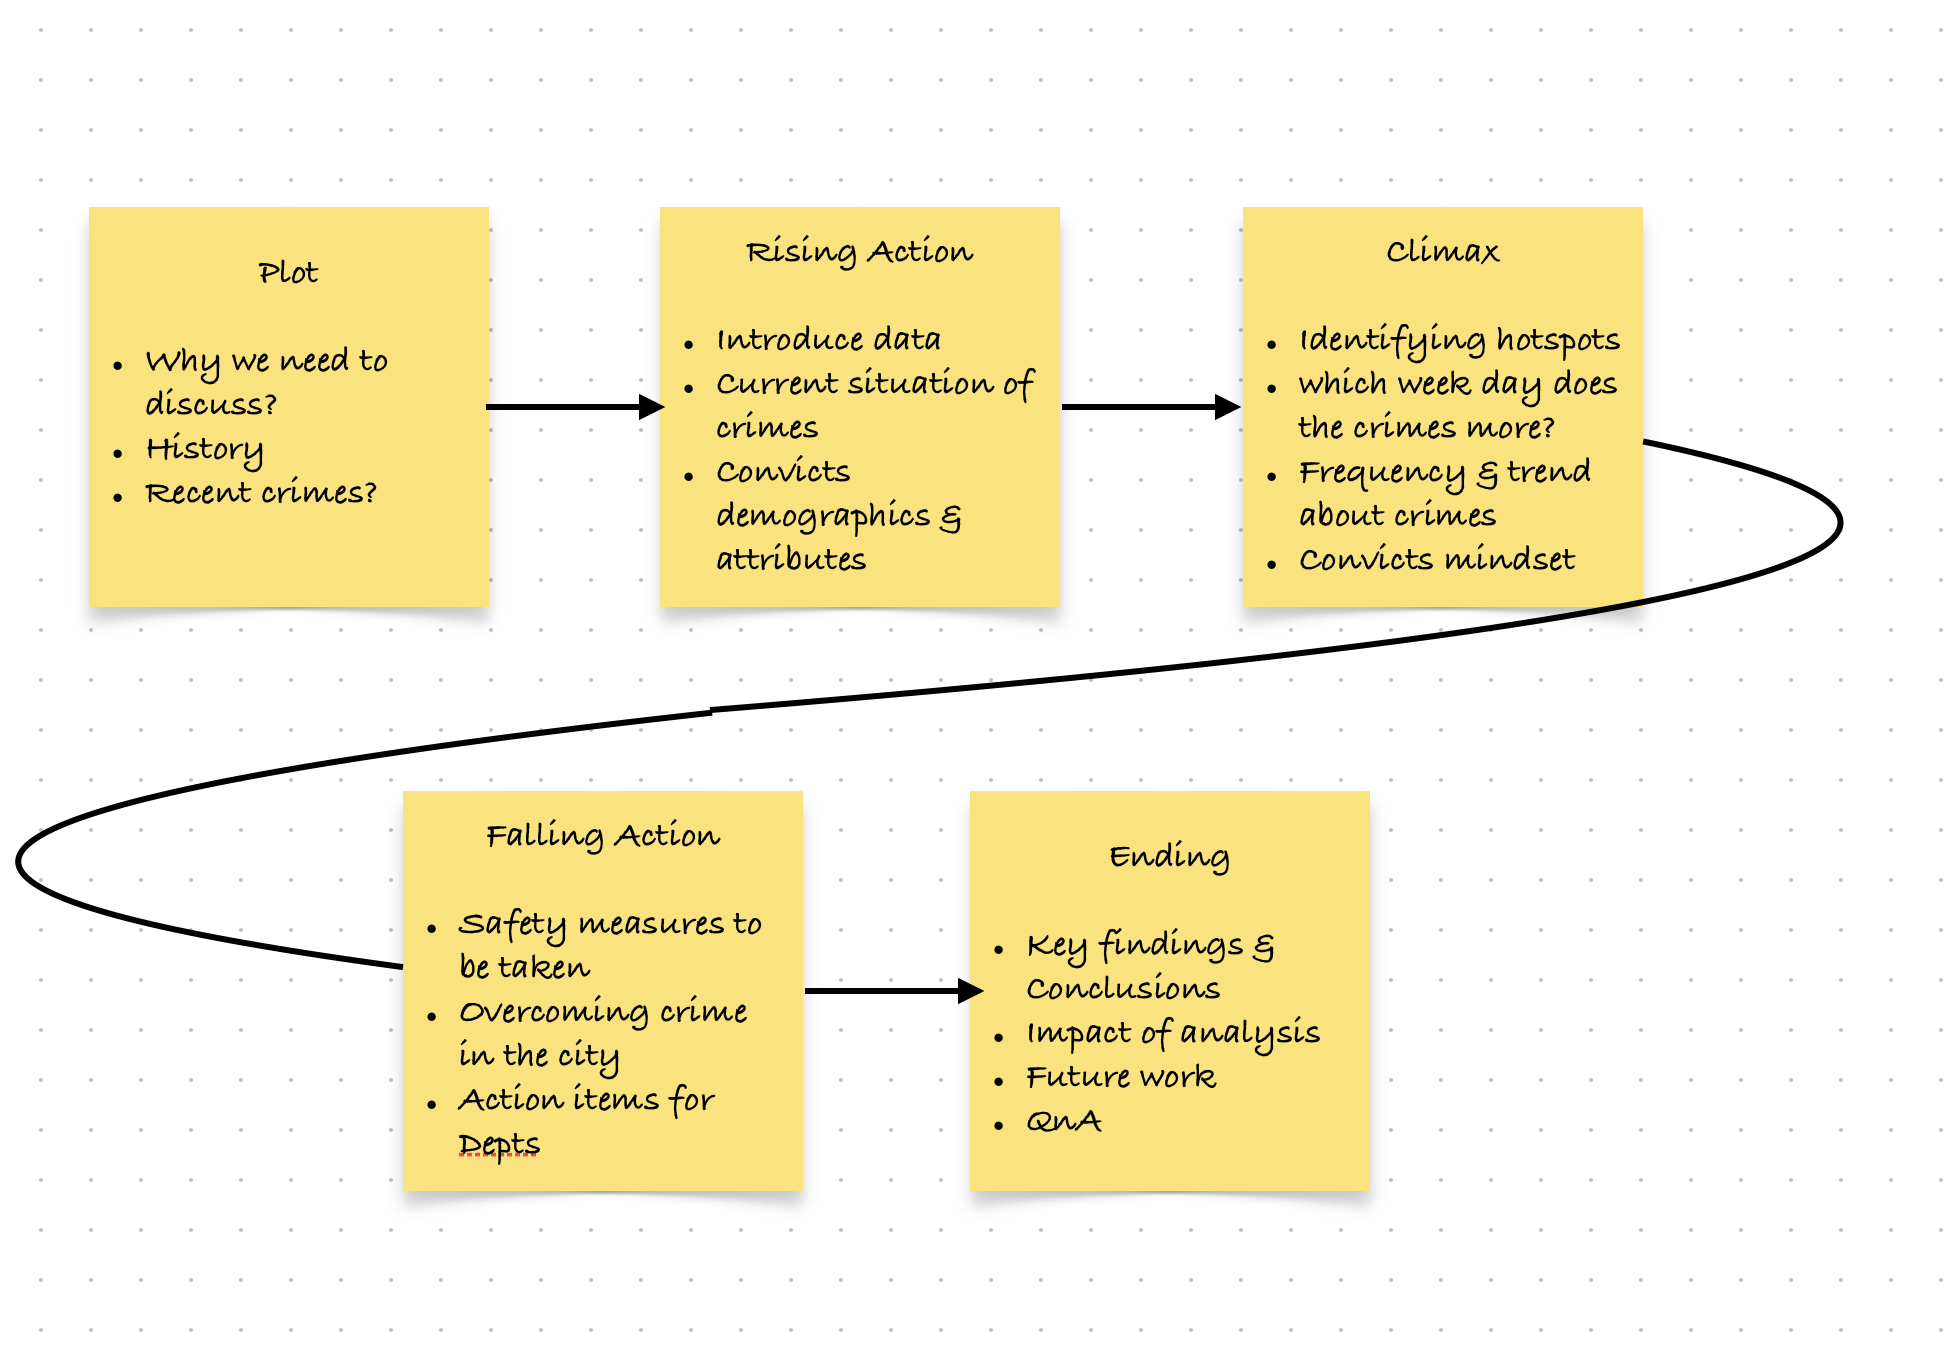 Plot
• Why we need to
discuss?
• History
• Recent crimes?
Rising Action
• Introduce data
• Current situation of
crimes
• Convicts
demographics &
attributes
Climax
• Identifying hotspots
• which week day does
the crimes more?
• Frequency & trend
about crimes
• Convicts mindset
Falling Action
• Safety measures to
be taken
• Overcoming crime
in the city
• Action items for
Depts
Ending
• Key findings &
Conclusions
• Impact of analysis
• Future work
• QnA